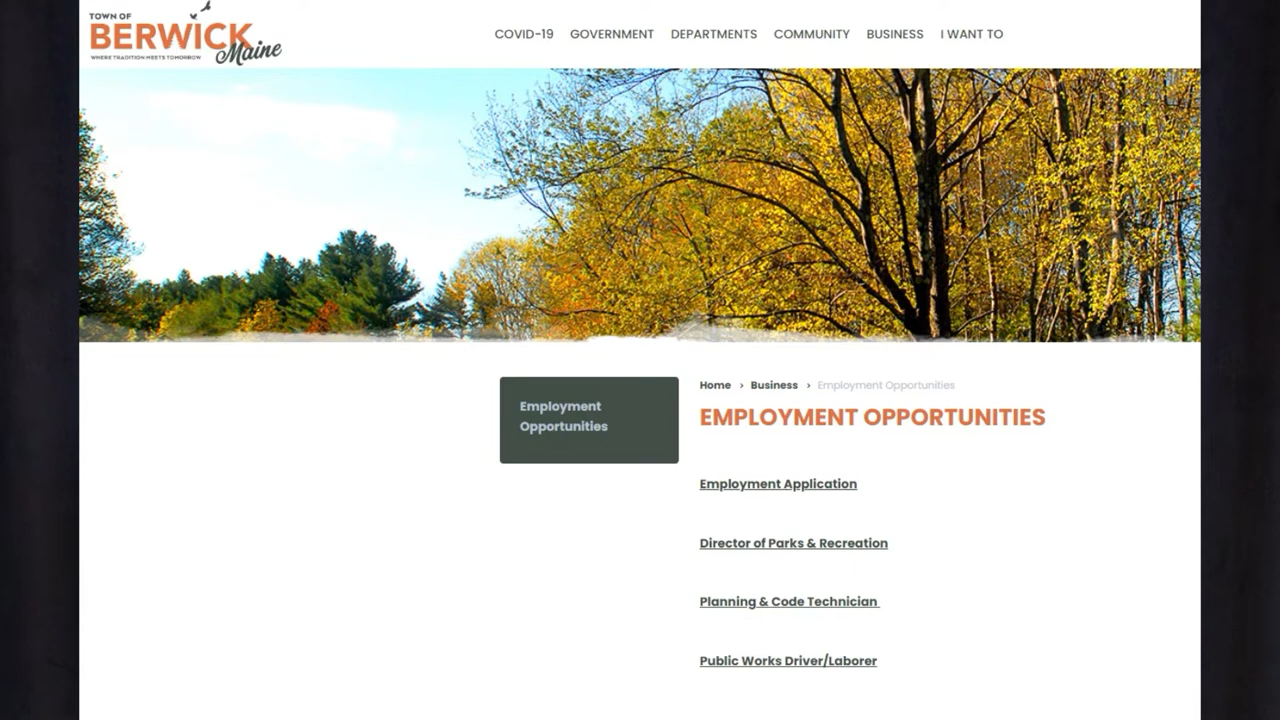 TOWN OF
BERWICK
Maine
WHERE TRADITION MEETS TOMORROW
COVID-19 GOVERNMENT DEPARTMENTS COMMUNITY BUSINESS I WANT TO
Employment
Opportunities
Home > Business > Employment Opportunities
EMPLOYMENT OPPORTUNITIES
Employment Application
Director of Parks & Recreation
Planning & Code Technician
Public Works Driver/Laborer